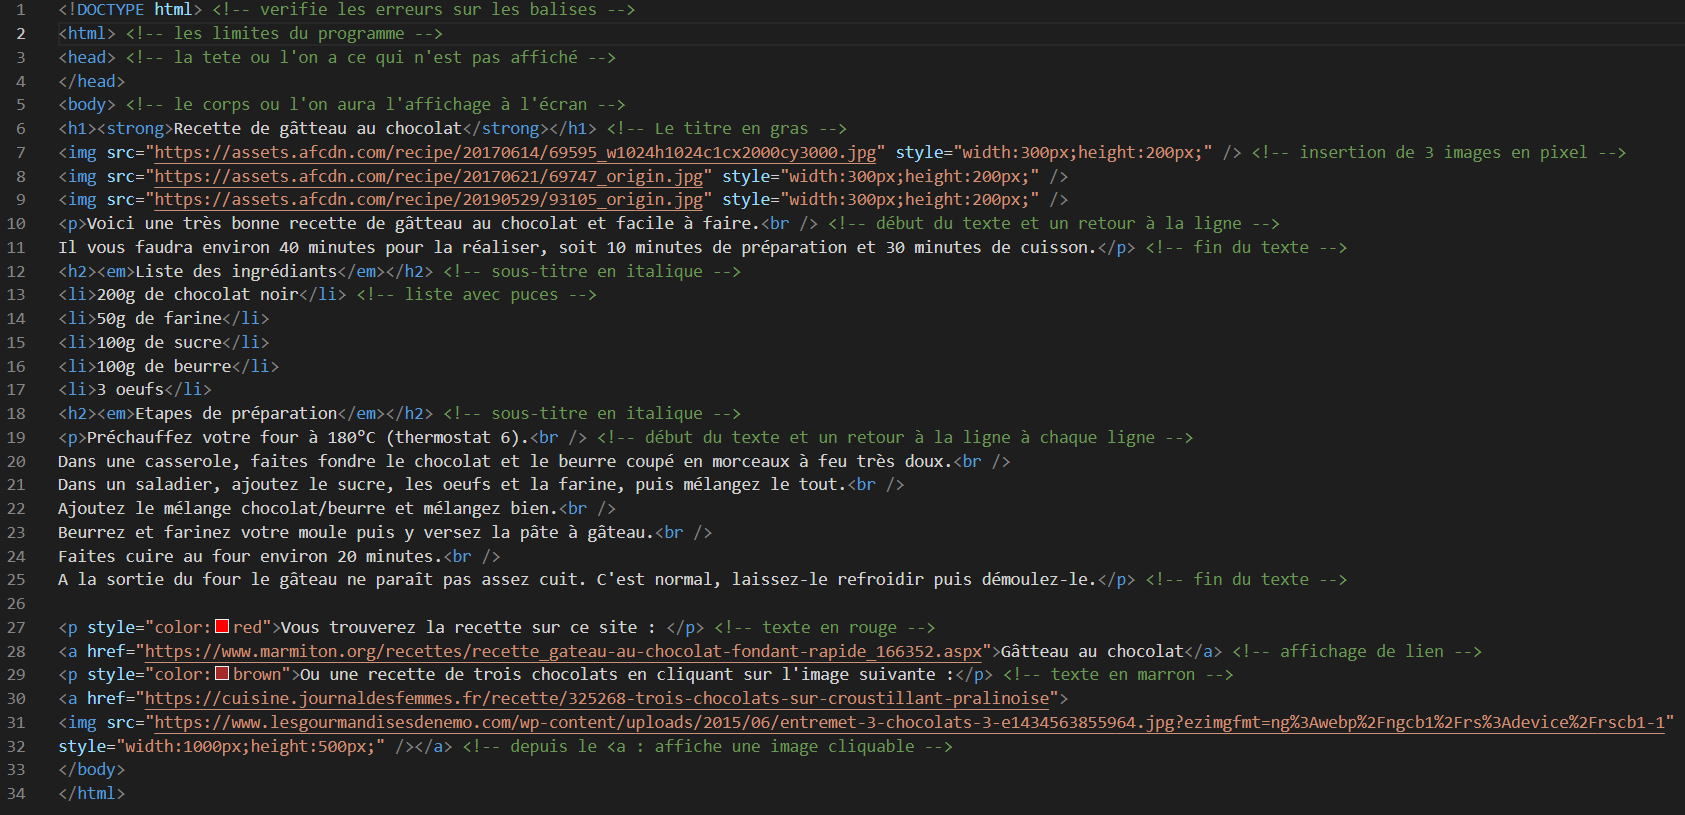 1 <!DOCTYPE html> <!-- verifie les erreurs sur les balises -->
2 <html> <!-- les limites du programme -->
3 <head> <!-- la tete ou l'on a ce qui n'est pas affiché -->
4 </head>
5 <body> <!-- le corps ou l'on aura l'affichage à l'écran -->
6 <h1><strong>Recette de gâtteau au chocolat</strong></h1> <!-- Le titre en gras -->
7 <img src="https://assets.afcdn.com/recipe/20170614/69595_w1024h1024c1cx2000cy3000.jpg" style="width:300px;height:200px;" /> <!-- insertion de 3 images en pixel -->
8 <img src="https://assets.afcdn.com/recipe/20170621/69747_origin.jpg" style="width:300px;height:200px;" />
9 <img src="https://assets.afcdn.com/recipe/20190529/93105_origin.jpg" style="width:300px;height:200px;" />
10 <p>Voici une très bonne recette de gâtteau au chocolat et facile à faire.<br /> <!-- début du texte et un retour à la ligne -->
11 Il vous faudra environ 40 minutes pour la réaliser, soit 10 minutes de préparation et 30 minutes de cuisson.</p> <!-- fin du texte -->
12 <h2><em>Liste des ingrédiants</em></h2> <!-- sous-titre en italique -->
13 <li>200g de chocolat noir</li> <!-- liste avec puces -->
14 <li>50g de farine</li>
15 <li>100g de sucre</li>
16 <li>100g de beurre</li>
17 <li>3 oeufs</li>
18 <h2><em>Etapes de préparation</em></h2> <!-- sous-titre en italique -->
19 <p>Préchauffez votre four à 180°C (thermostat 6).<br /> <!-- début du texte et un retour à la ligne à chaque ligne -->
20 Dans une casserole, faites fondre le chocolat et le beurre coupé en morceaux à feu très doux.<br />
21 Dans un saladier, ajoutez le sucre, les oeufs et la farine, puis mélangez le tout.<br />
22 Ajoutez le mélange chocolat/beurre et mélangez bien.<br />
23 Beurrez et farinez votre moule puis y versez la pâte à gâteau.<br />
24 Faites cuire au four environ 20 minutes.<br />
25 A la sortie du four le gâteau ne paraît pas assez cuit. C'est normal, laissez-le refroidir puis démoulez-le.</p> <!-- fin du texte -->
26
27 <p style="color:red">Vous trouverez la recette sur ce site : </p> <!-- texte en rouge -->
28 <a href="https://www.marmiton.org/recettes/recette_gateau-au-chocolat-fondant-rapide_166352.aspx">Gâtteau au chocolat</a> <!-- affichage de lien -->
29 <p style="color:brown">Ou une recette de trois chocolats en cliquant sur l'image suivante :</p> <!-- texte en marron -->
30 <a href="https://cuisine.journaldesfemmes.fr/recette/325268-trois-chocolats-sur-croustillant-pralinoise">
31 <img src="https://www.lesgourmandisesdenemo.com/wp-content/uploads/2015/06/entremet-3-chocolats-3-e1434563855964.jpg?ezimgfmt=ng%3Awebp%2Fngcb1%2Frs%3Adevice%2Frscb1-1"
32 style="width:1000px;height:500px;" /></a> <!-- depuis le <a : affiche une image cliquable -->
33 </body>
34 </html>